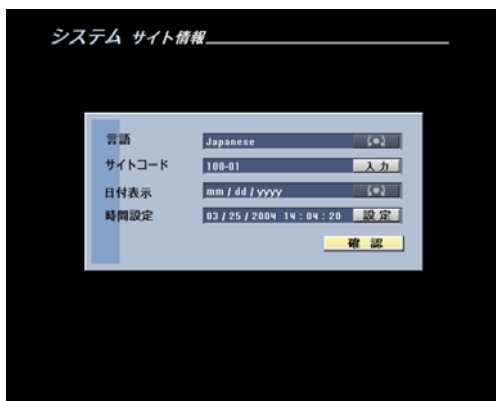 システム サイト情報
言語 Japanese
サイトコード 100-01 入力
日付表示 mm / dd / yyyy
時間設定 03 / 25 / 2004 14 : 04 : 20 設定
確認